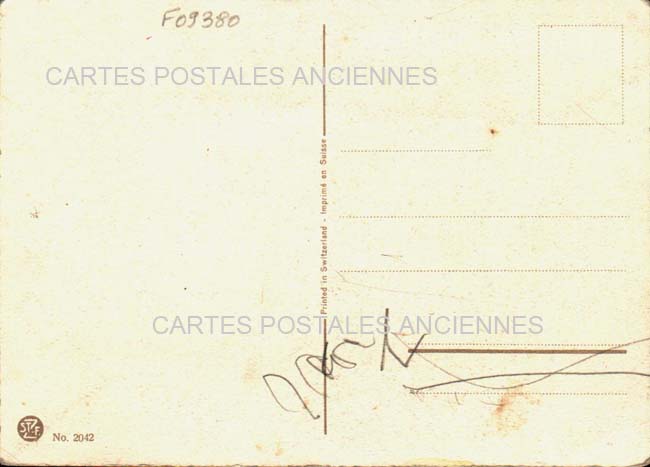 F09380
CARTES POSTALES ANCIENNES
Printed in Switzerland - Imprimé en Suisse
CARTES POSTALES ANCIENNES
No. 2042